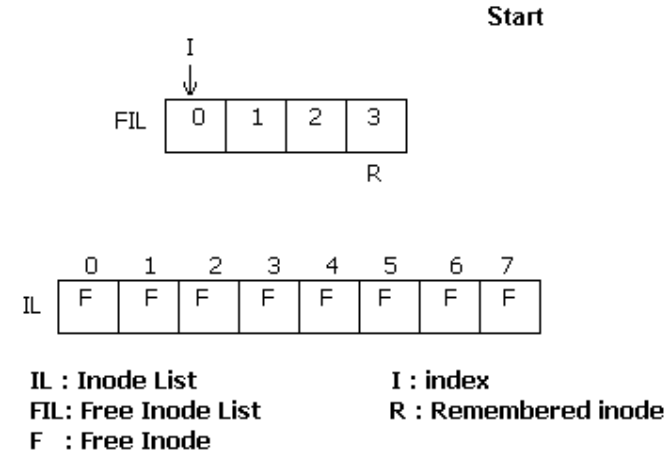 Start
I
FIL 0 1 2 3
R
0 1 2 3 4 5 6 7
IL F F F F F F F F
IL : Inode List I : index
FIL: Free Inode List R : Remembered inode
F : Free Inode